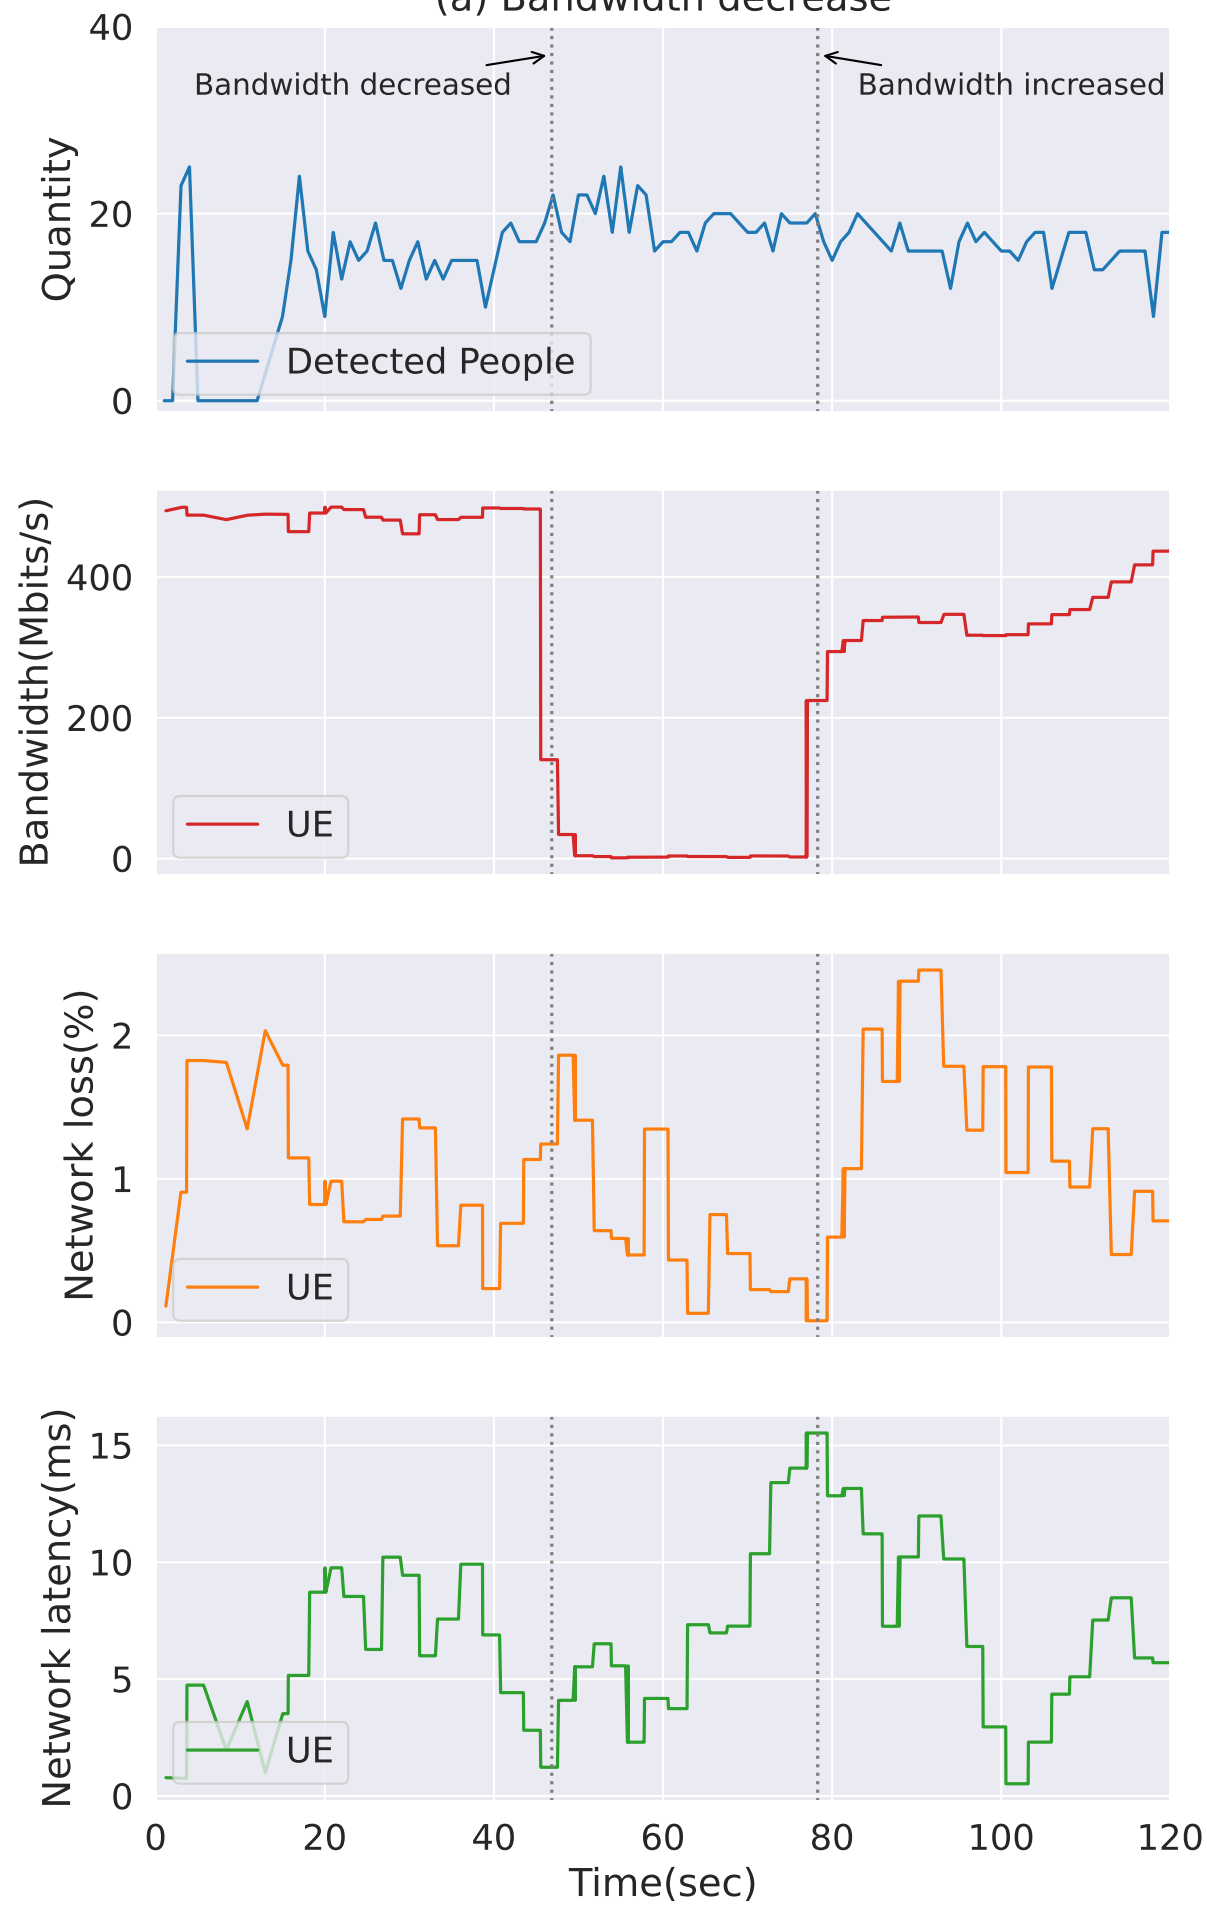 (a) Bandwidth decrease
40
Bandwidth decreased
Bandwidth increased
Quantity
20
Detected People
0
Bandwidth(Mbits/s)
400
200
UE
0
Network loss(%)
2
1
UE
0
Network latency(ms)
15
10
5
UE
0
0 20 40 60 80 100 120
Time(sec)